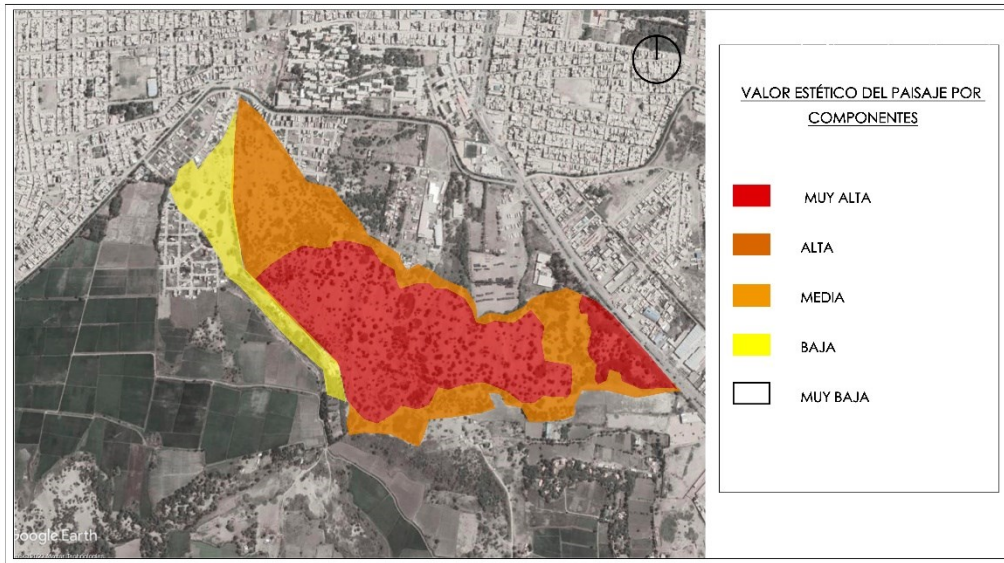 VALOR ESTÉTICO DEL PAISAJE POR
COMPONENTES
MUY ALTA
ALTA
MEDIA
BAJA
MUY BAJA
Google Earth